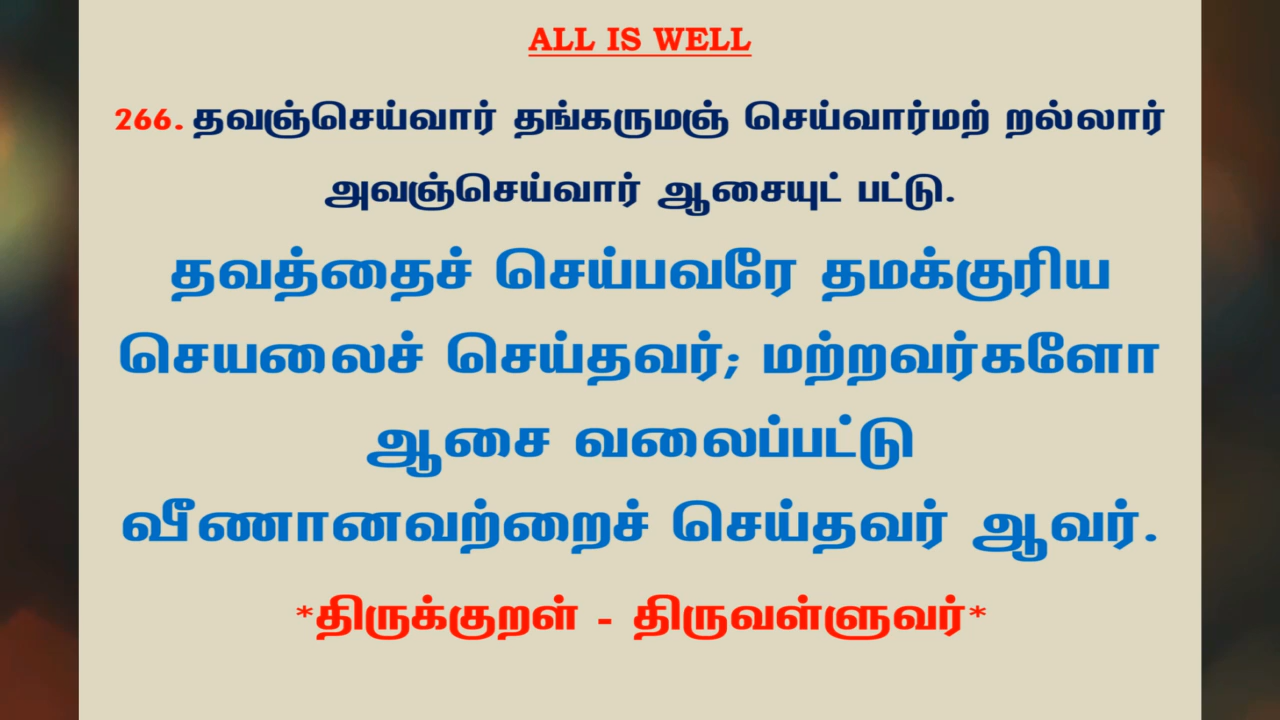 ALL IS WELL
266. தவஞ்செய்வார் தங்கருமஞ் செய்வார்மற் றல்லார்
அவஞ்செய்வார் ஆசையுட் பட்டு.
தவத்தைச் செய்பவரே தமக்குரிய
செயலைச் செய்தவர்; மற்றவர்களோ
ஆசை வலைப்பட்டு
வீணானவற்றைச் செய்தவர் ஆவர்.
*திருக்குறள் - திருவள்ளுவர்*